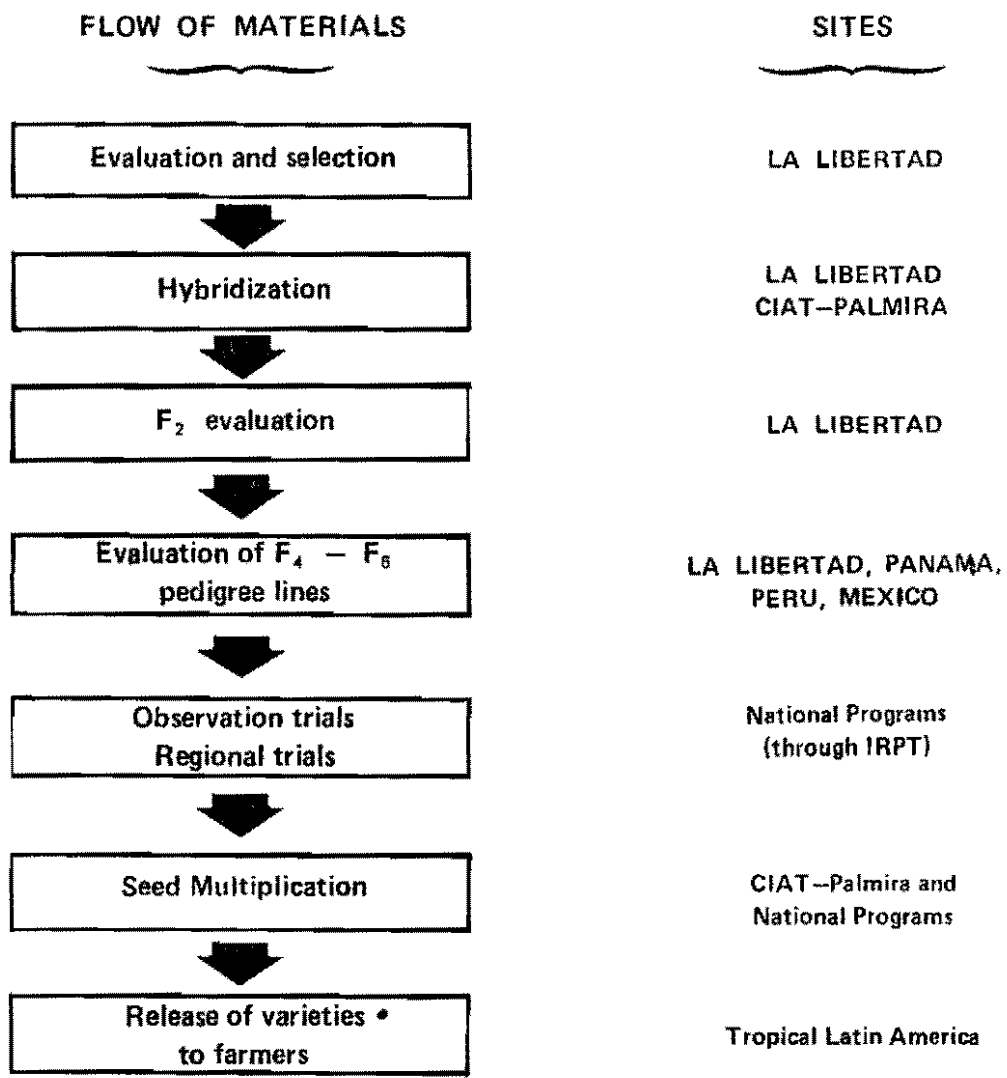 FLOW OF MATERIALS
SITES
Evaluation and selection
LA LIBERTAD
Hybridization
LA LIBERTAD
CIAT–PALMIRA
F₂ evaluation
LA LIBERTAD
Evaluation of F₄ – F₆
pedigree lines
LA LIBERTAD, PANAMA,
PERU, MEXICO
Observation trials
Regional trials
National Programs
(through IRPT)
Seed Multiplication
CIAT–Palmira and
National Programs
Release of varieties •
to farmers
Tropical Latin America